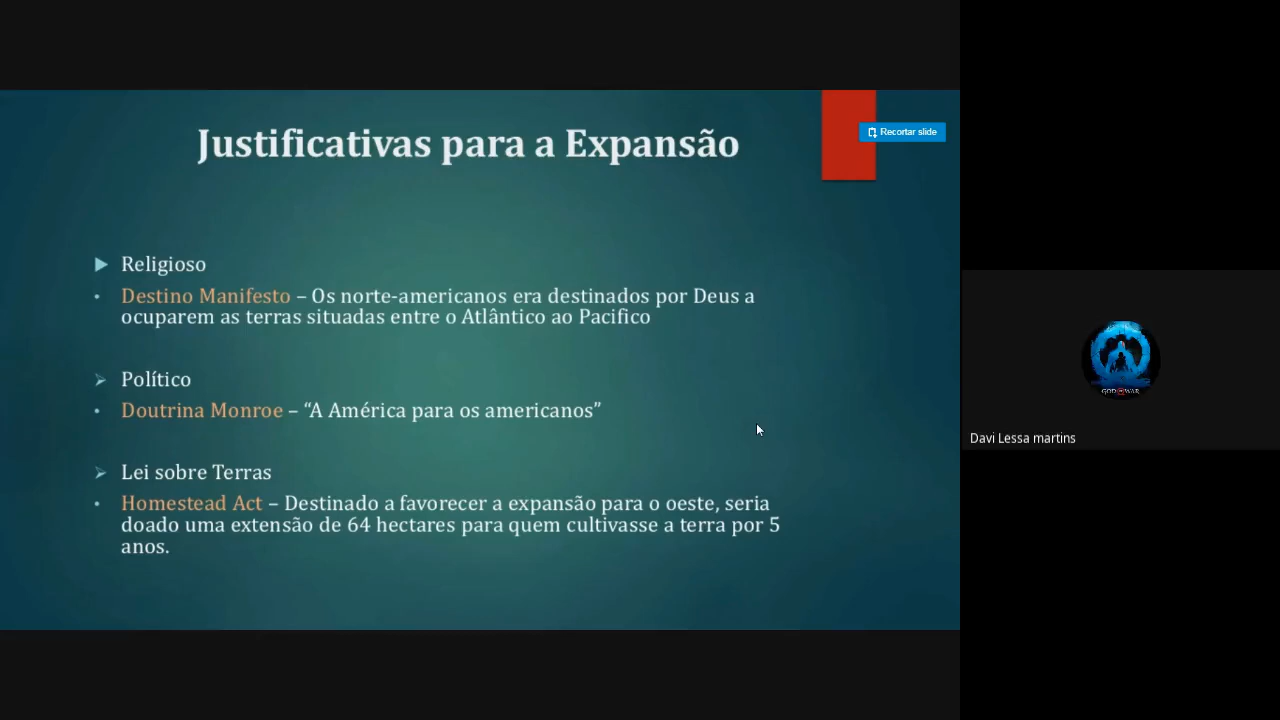 Justificativas para a Expansão
Recortar slide
Religioso
Destino Manifesto – Os norte-americanos era destinados por Deus a
ocuparem as terras situadas entre o Atlântico ao Pacifico
Político
Doutrina Monroe – “A América para os americanos”
Lei sobre Terras
Homestead Act – Destinado a favorecer a expansão para o oeste, seria
doado uma extensão de 64 hectares para quem cultivasse a terra por 5
anos.
GOD OF WAR
Davi Lessa martins